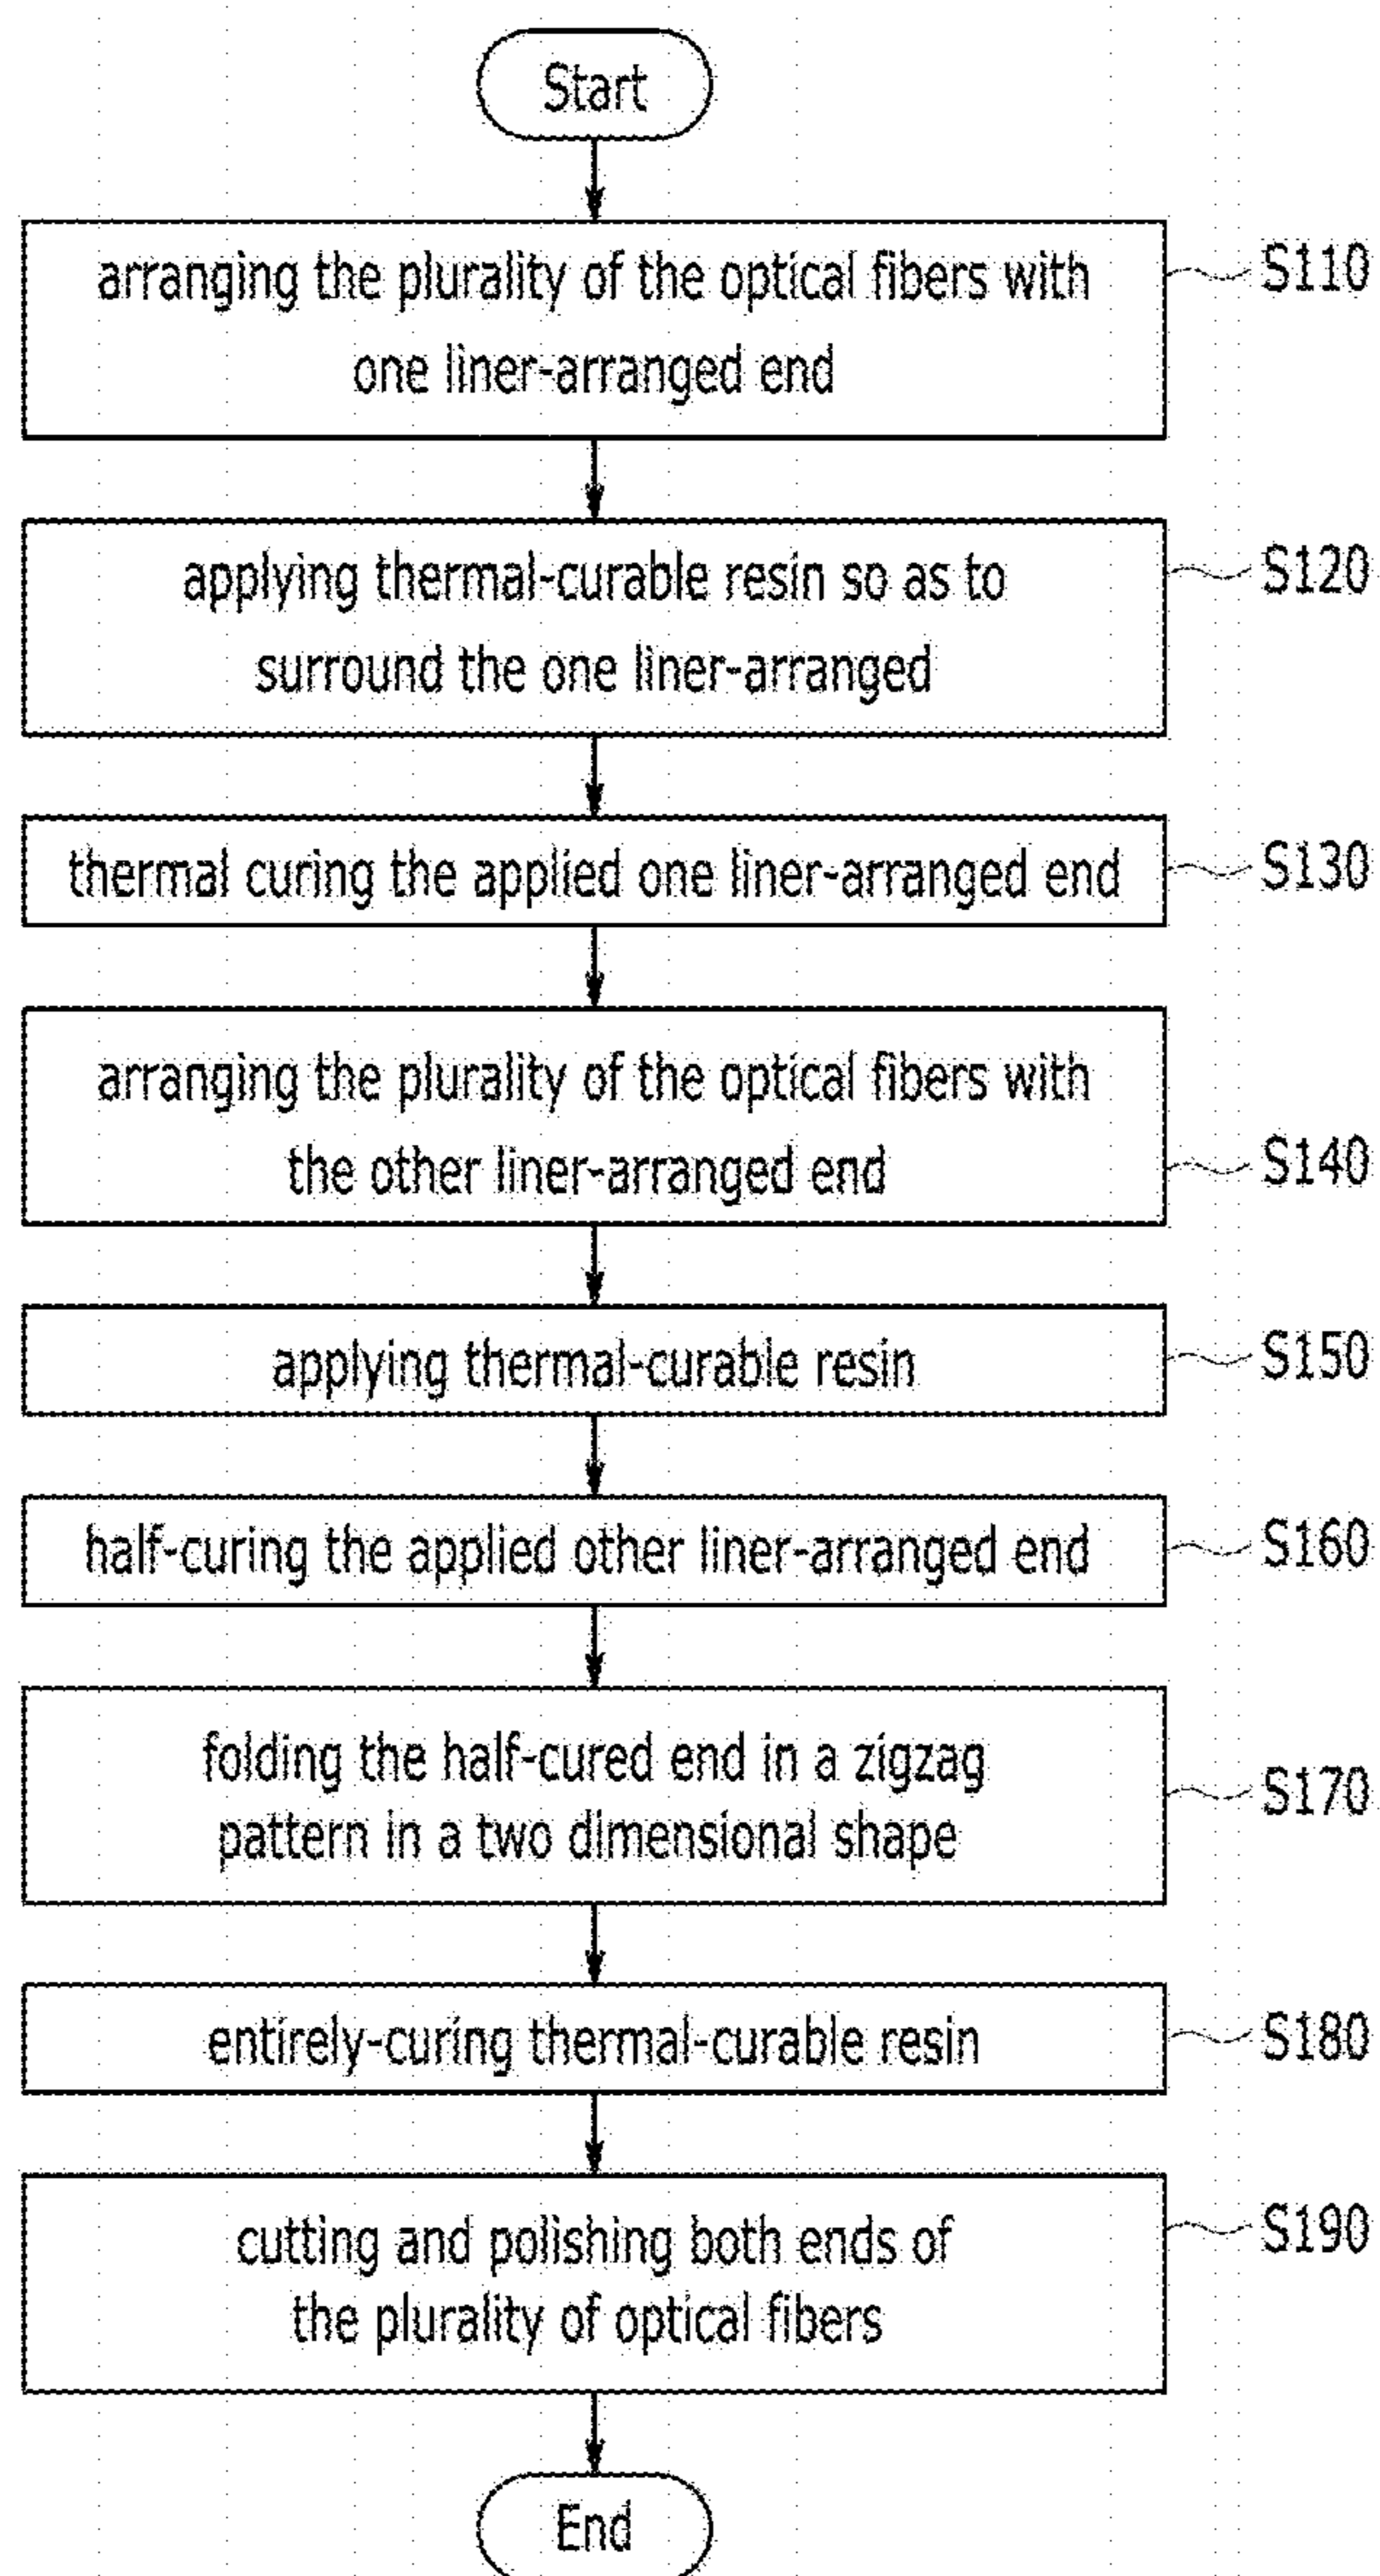 Start
arranging the plurality of the optical fibers with
one liner-arranged end
S110
applying thermal-curable resin so as to
surround the one liner-arranged
S120
thermal curing the applied one liner-arranged end
S130
arranging the plurality of the optical fibers with
the other liner-arranged end
S140
applying thermal-curable resin
S150
half-curing the applied other liner-arranged end
S160
folding the half-cured end in a zigzag
pattern in a two dimensional shape
S170
entirely-curing thermal-curable resin
S180
cutting and polishing both ends of
the plurality of optical fibers
S190
End